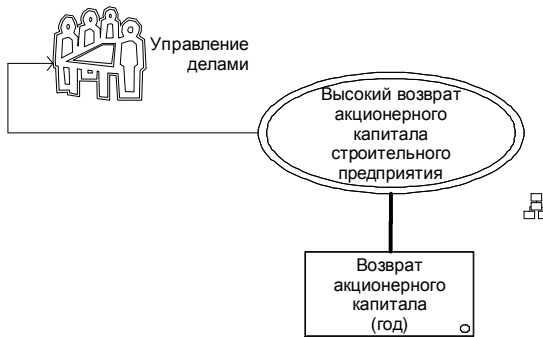 Управление
делами
Высокий возврат
акционерного
капитала
строительного
предприятия
Возврат
акционерного
капитала
(год)